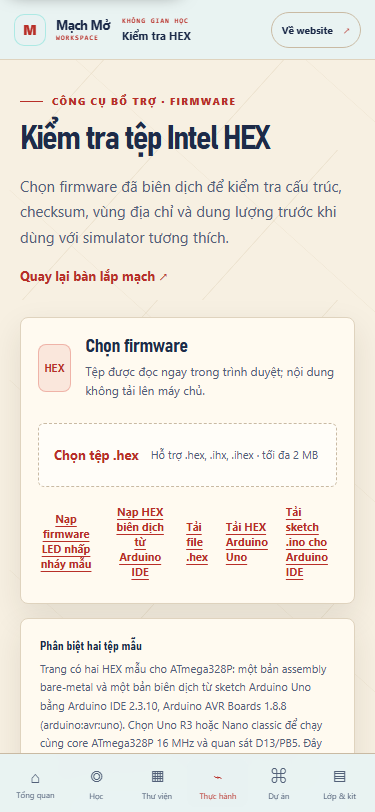 M
Mạch Mở
WORKSPACE
KHÔNG GIAN HỌC
Kiểm tra HEX
Về website ↗
CÔNG CỤ BỔ TRỢ · FIRMWARE
Kiểm tra tệp Intel HEX
Chọn firmware đã biên dịch để kiểm tra cấu trúc,
checksum, vùng địa chỉ và dung lượng trước khi
dùng với simulator tương thích.
Quay lại bàn lắp mạch ↗
HEX
Chọn firmware
Tệp được đọc ngay trong trình duyệt; nội dung
không tải lên máy chủ.
Chọn tệp .hex
Hỗ trợ .hex, .ihx, .ihex · tối đa 2 MB
Nạp
firmware
LED nhấp
nháy mẫu
Nạp HEX
biên dịch
từ
Arduino
IDE
Tải
file
.hex
Tải HEX
Arduino
Uno
Tải
sketch
.ino cho
Arduino
IDE
Phân biệt hai tệp mẫu
Trang có hai HEX mẫu cho ATmega328P: một bản assembly
bare-metal và một bản biên dịch từ sketch Arduino Uno
bằng Arduino IDE 2.3.10, Arduino AVR Boards 1.8.8
(arduino:avr:uno). Chọn Uno R3 hoặc Nano classic để chạy
cùng core ATmega328P 16 MHz và quan sát D13/PB5. Đây
Tổng quan
Học
Thư viện
Thực hành
Dự án
Lớp & kit